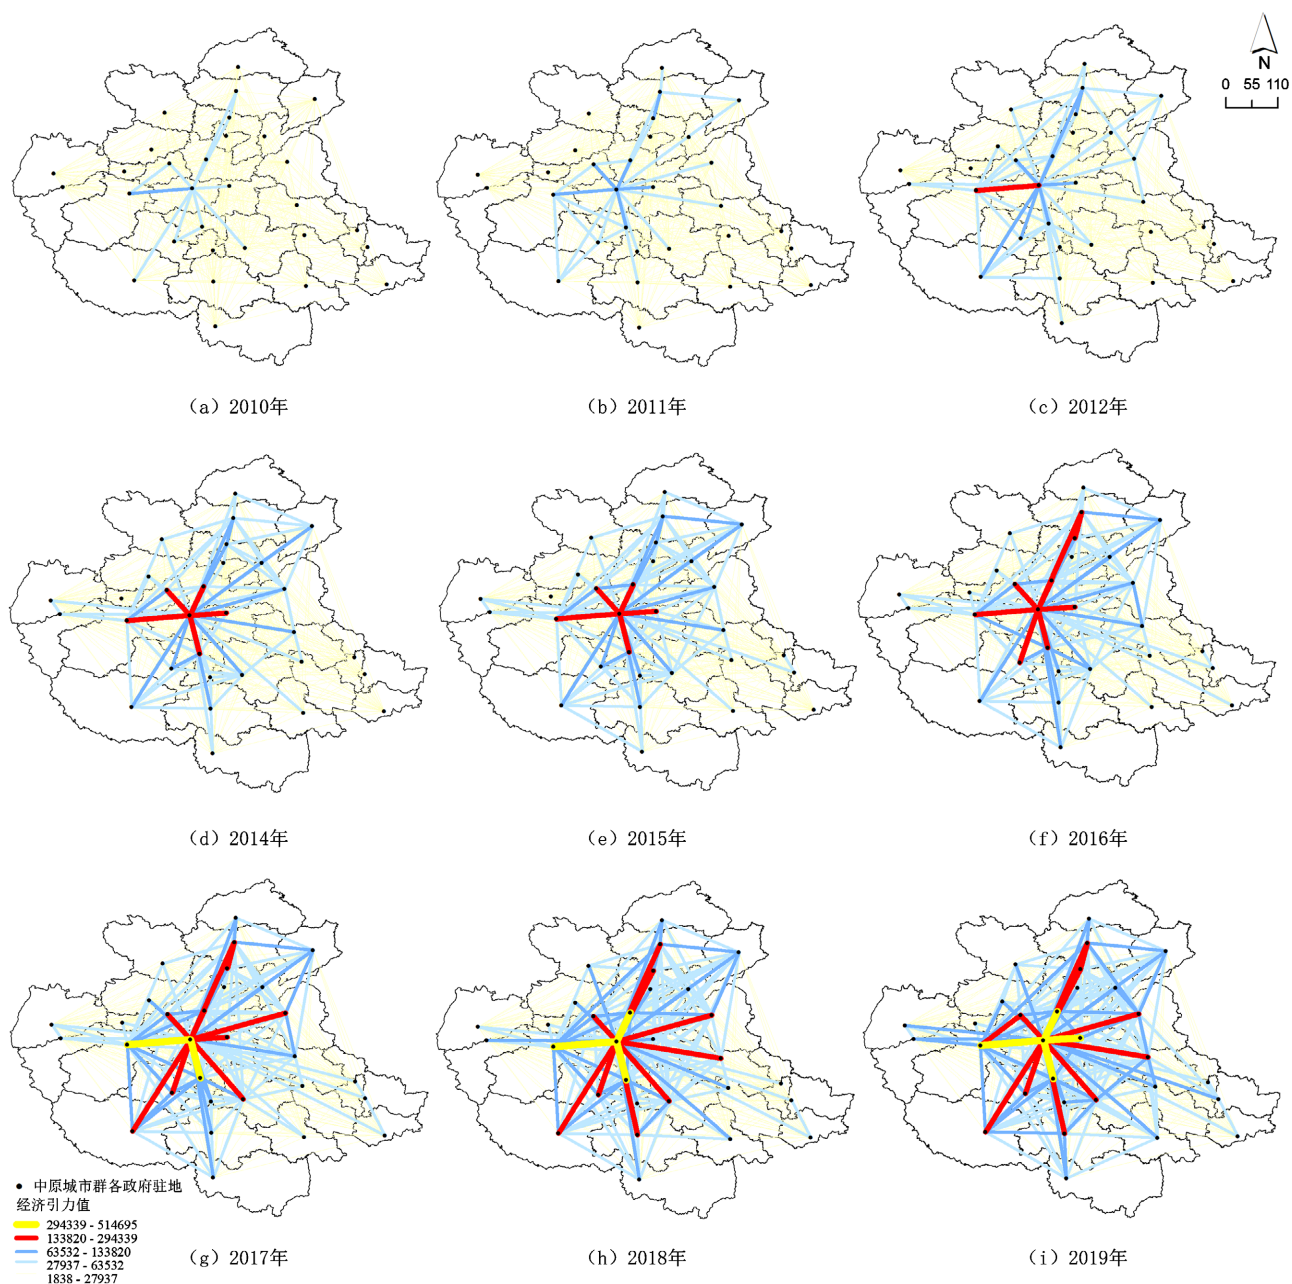 N
0 55 110
（a）2010年
（b）2011年
（c）2012年
（d）2014年
（e）2015年
（f）2016年
（g）2017年
（h）2018年
（i）2019年
中原城市群各政府驻地
经济引力值
294339 - 514695
133820 - 294339
63532 - 133820
27937 - 63532
1838 - 27937